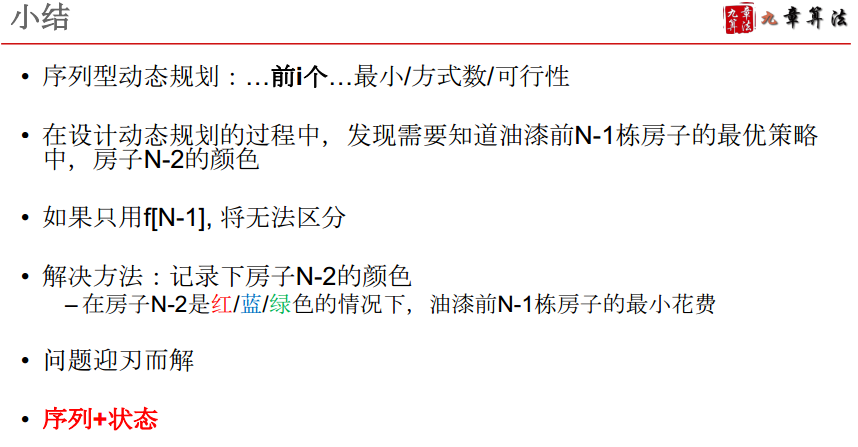 小结
九章算法
九章算法
• 序列型动态规划：…前i个…最小/方式数/可行性
• 在设计动态规划的过程中，发现需要知道油漆前N-1栋房子的最优策略
中，房子N-2的颜色
• 如果只用f[N-1], 将无法区分
• 解决方法：记录下房子N-2的颜色
– 在房子N-2是红/蓝/绿色的情况下，油漆前N-1栋房子的最小花费
• 问题迎刃而解
• 序列+状态